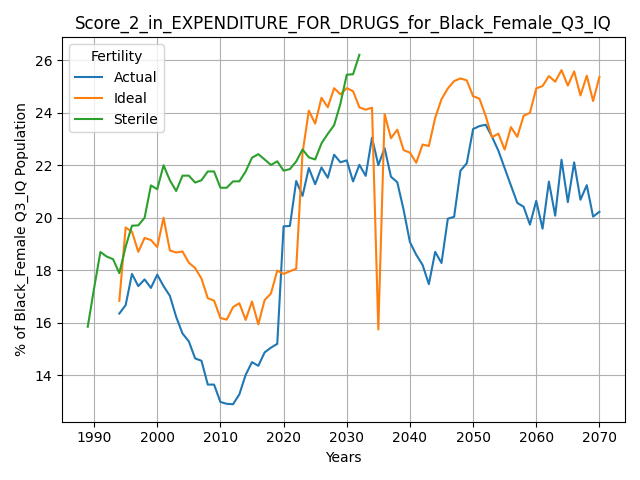 Score_2_in_EXPENDITURE_FOR_DRUGS_for_Black_Female_Q3_IQ
Fertility
Actual
Ideal
Sterile
% of Black_Female Q3_IQ Population
26
24
22
20
18
16
14
1990 2000 2010 2020 2030 2040 2050 2060 2070
Years